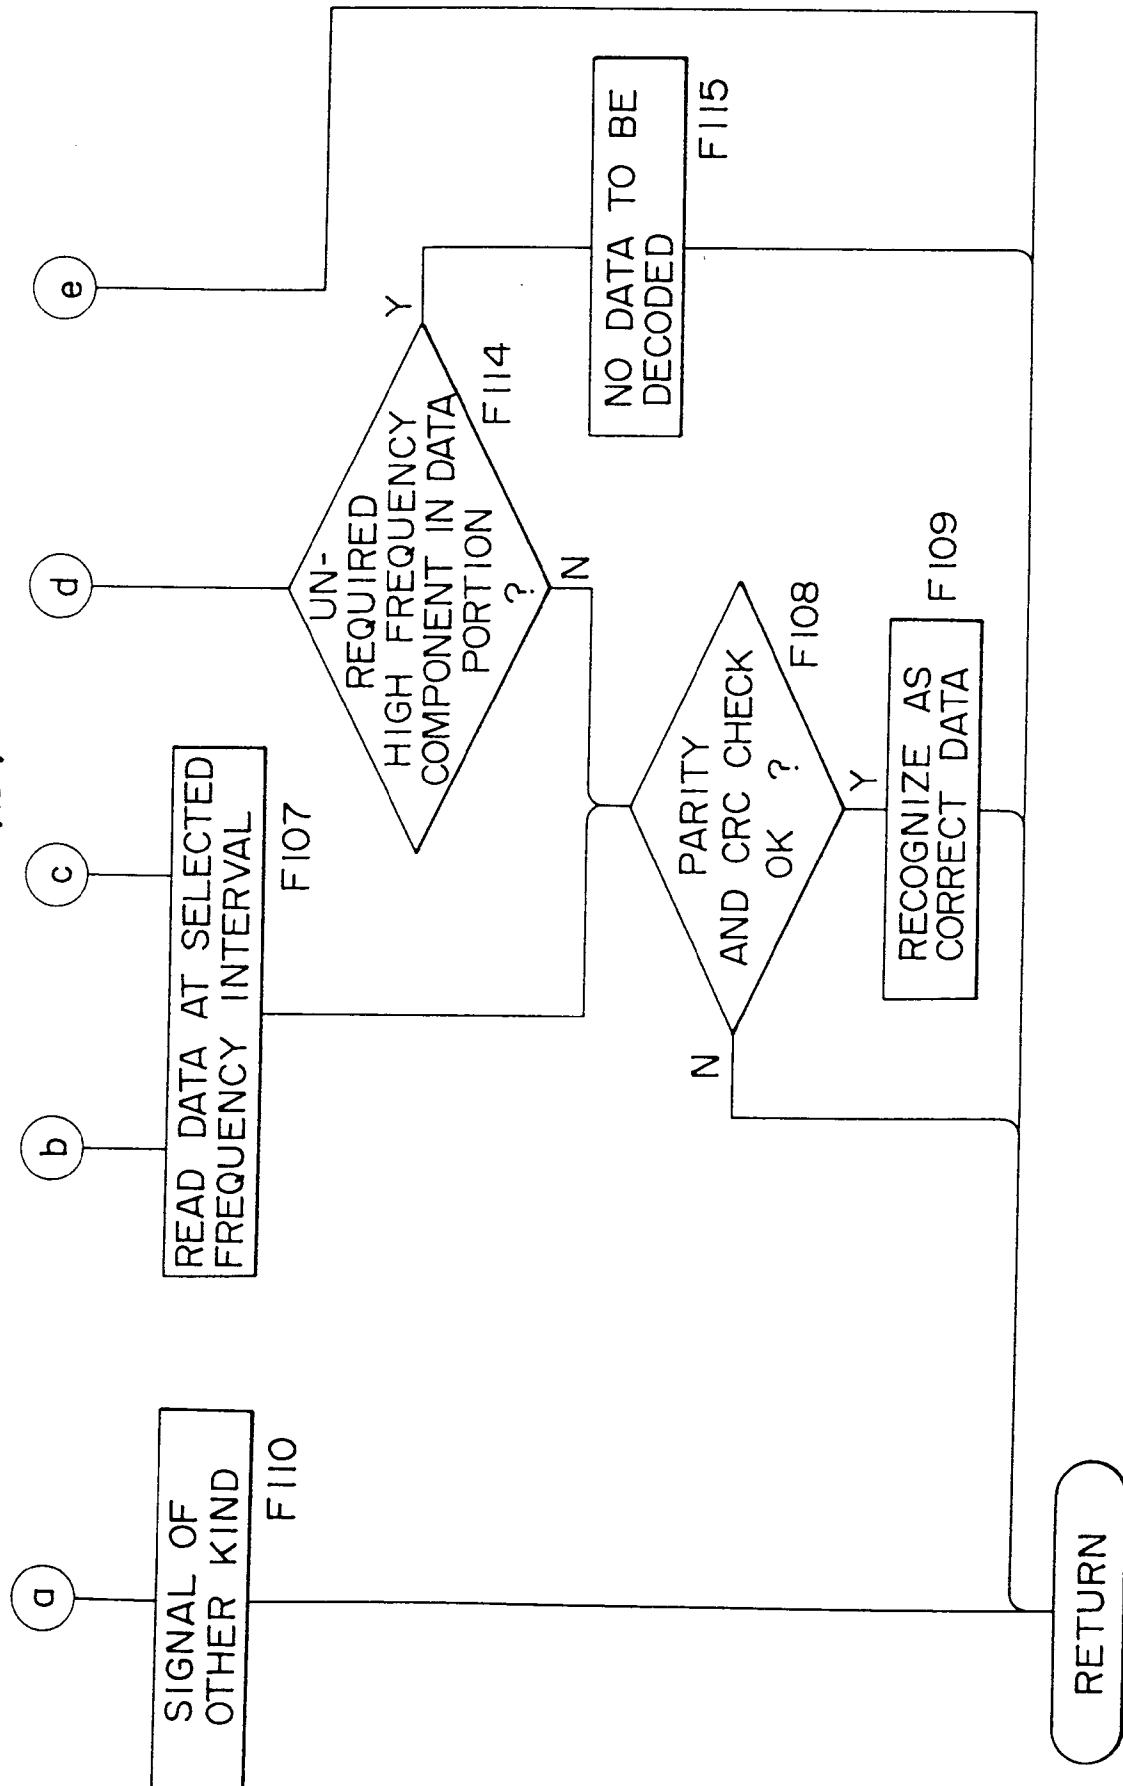 a
b
c
d
e
SIGNAL OF
OTHER KIND
F110
READ DATA AT SELECTED
FREQUENCY INTERVAL
F107
UN-
REQUIRED
HIGH FREQUENCY
COMPONENT IN DATA
PORTION
?
F114
Y
N
NO DATA TO BE
DECODED
F115
PARITY
AND CRC CHECK
OK ?
F108
N
Y
RECOGNIZE AS
CORRECT DATA
F109
RETURN